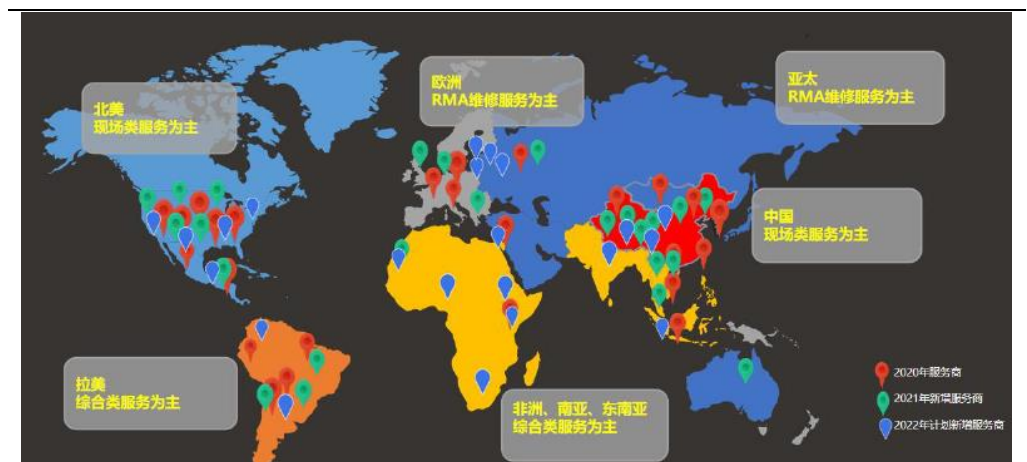 北美
现场类服务为主
欧洲
RMA维修服务为主
亚太
RMA维修服务为主
中国
现场类服务为主
拉美
综合类服务为主
非洲、南亚、东南亚
综合类服务为主
2020年服务商
2021年新增服务商
2022年计划新增服务商